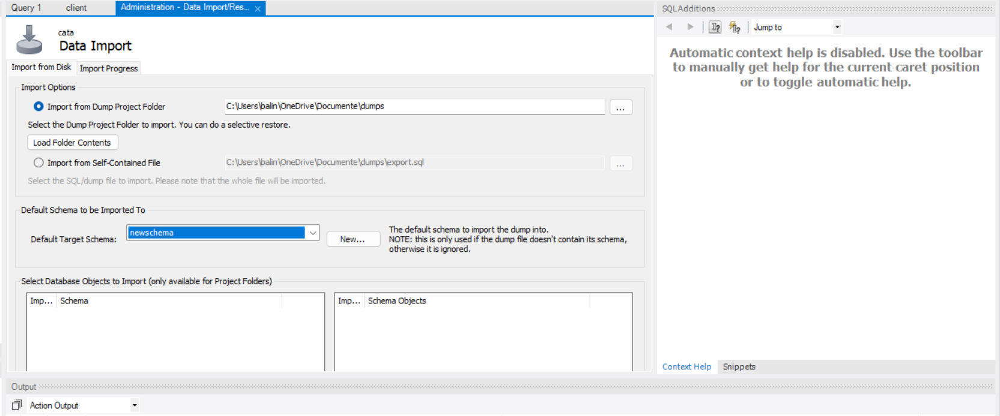 Query 1
client
Administration - Data Import/Res...
cata
Data Import
Import from Disk
Import Progress
Import Options
Import from Dump Project Folder
C:\Users\balin\OneDrive\Documente\dumps
...
Select the Dump Project Folder to import. You can do a selective restore.
Load Folder Contents
Import from Self-Contained File
C:\Users\balin\OneDrive\Documente\dumps\export.sql
...
Select the SQL/dump file to import. Please note that the whole file will be imported.
Default Schema to be Imported To
Default Target Schema:
newschema
New...
The default schema to import the dump into.
NOTE: this is only used if the dump file doesn't contain its schema,
otherwise it is ignored.
Select Database Objects to Import (only available for Project Folders)
Imp... Schema
Imp... Schema Objects
SQLAdditions
Jump to
Automatic context help is disabled. Use the toolbar
to manually get help for the current caret position
or to toggle automatic help.
Context Help
Snippets
Output
Action Output